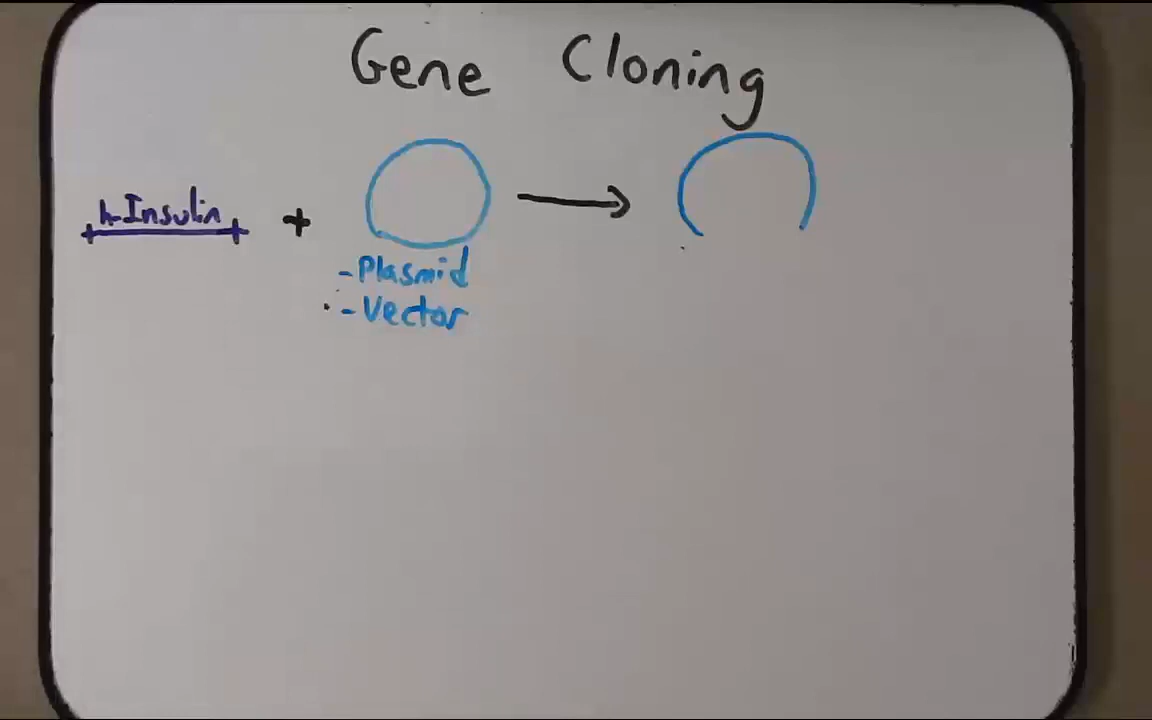 Gene Cloning
h-Insulin +
-Plasmid
-Vector